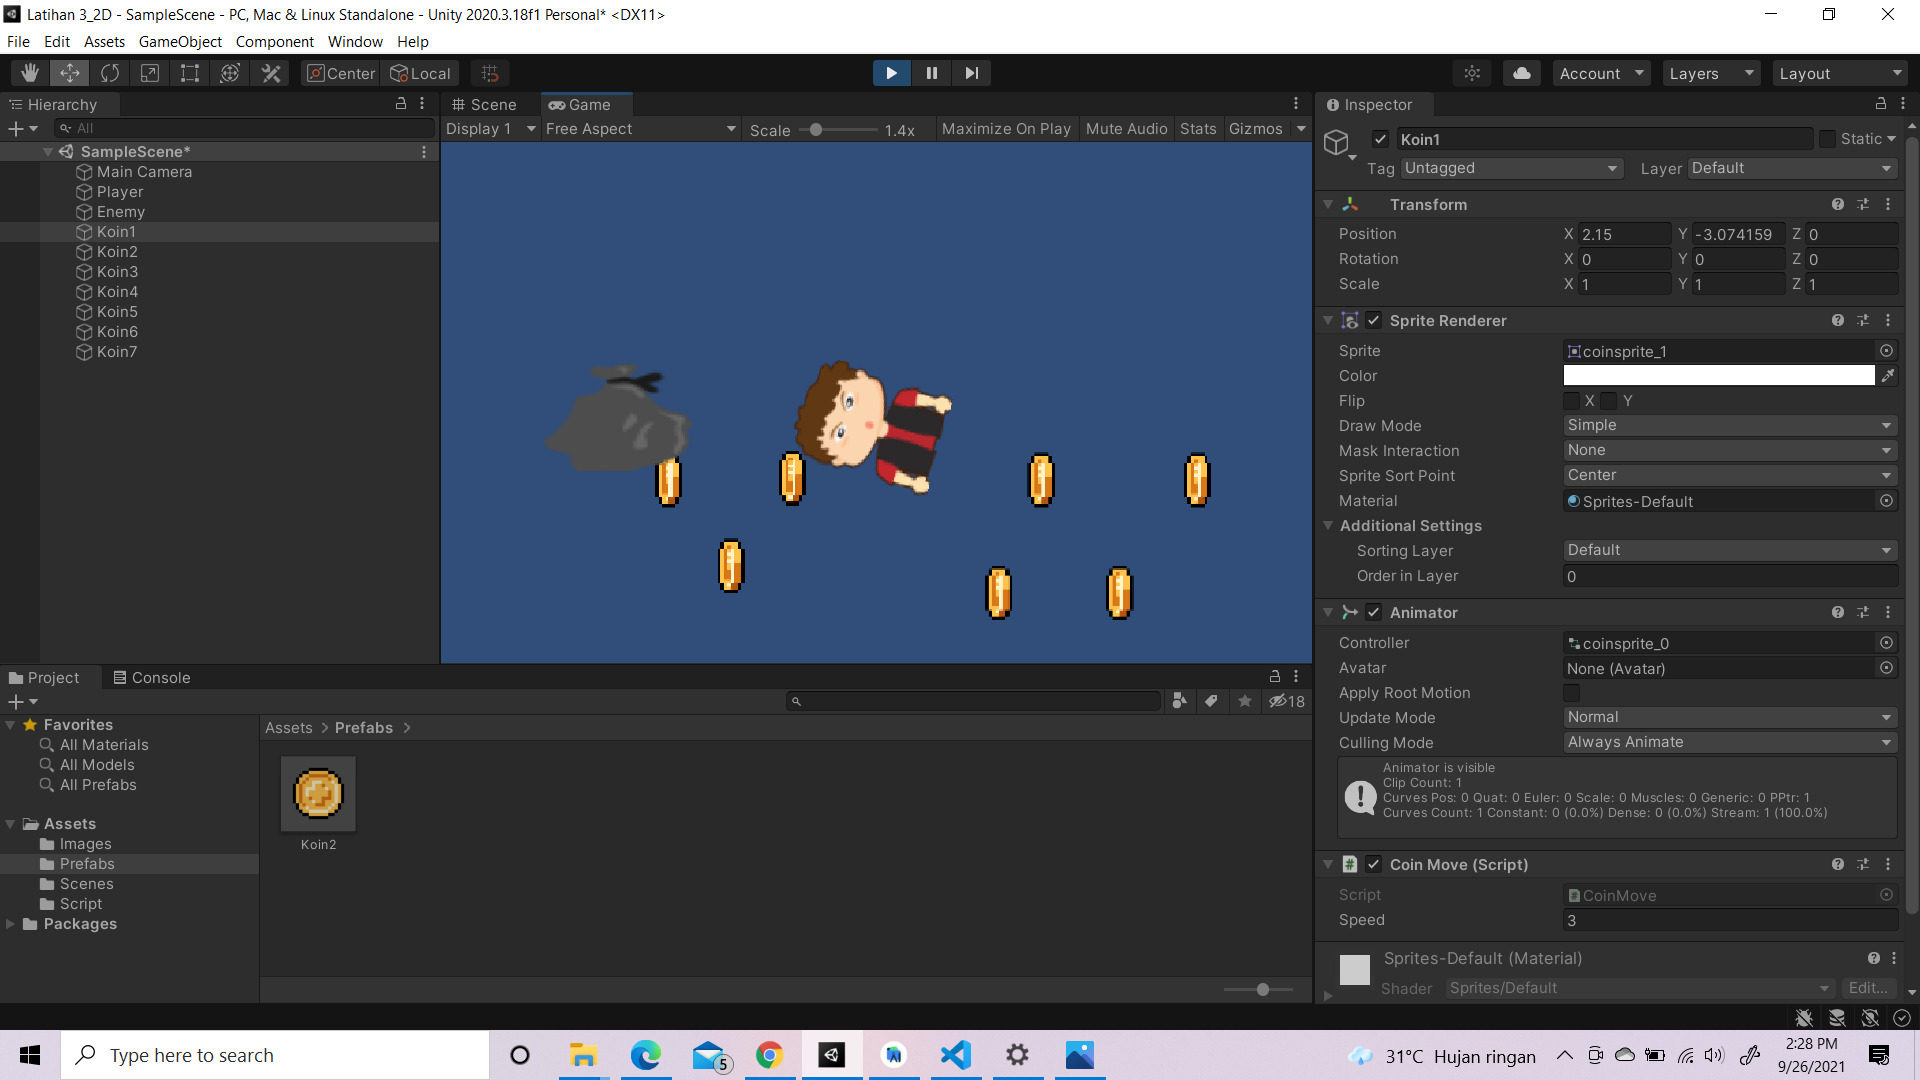 Latihan 3_2D - SampleScene - PC, Mac & Linux Standalone - Unity 2020.3.18f1 Personal* <DX11>
File Edit Assets GameObject Component Window Help
Center Local Account Layers Layout
Hierarchy
All
SampleScene*
Main Camera
Player
Enemy
Koin1
Koin2
Koin3
Koin4
Koin5
Koin6
Koin7
Scene Game
Display 1 Free Aspect Scale 1.4x Maximize On Play Mute Audio Stats Gizmos
Inspector
Koin1 Static
Tag Untagged Layer Default
Transform
Position X 2.15 Y -3.074159 Z 0
Rotation X 0 Y 0 Z 0
Scale X 1 Y 1 Z 1
Sprite Renderer
Sprite coinsprite_1
Color
Flip X Y
Draw Mode Simple
Mask Interaction None
Sprite Sort Point Center
Material Sprites-Default
Additional Settings
Sorting Layer Default
Order in Layer 0
Animator
Controller coinsprite_0
Avatar None (Avatar)
Apply Root Motion
Update Mode Normal
Culling Mode Always Animate
Animator is visible
Clip Count: 1
Curves Pos: 0 Quat: 0 Euler: 0 Scale: 0 Muscles: 0 Generic: 0 PPtr: 1
Curves Count: 1 Constant: 0 (0.0%) Dense: 0 (0.0%) Stream: 1 (100.0%)
Coin Move (Script)
Script CoinMove
Speed 3
Sprites-Default (Material)
Shader Sprites/Default Edit...
Project Console
18
Favorites
All Materials
All Models
All Prefabs
Assets
Images
Prefabs
Scenes
Script
Packages
Assets > Prefabs >
Koin2
Type here to search
5
31°C Hujan ringan
2:28 PM
9/26/2021